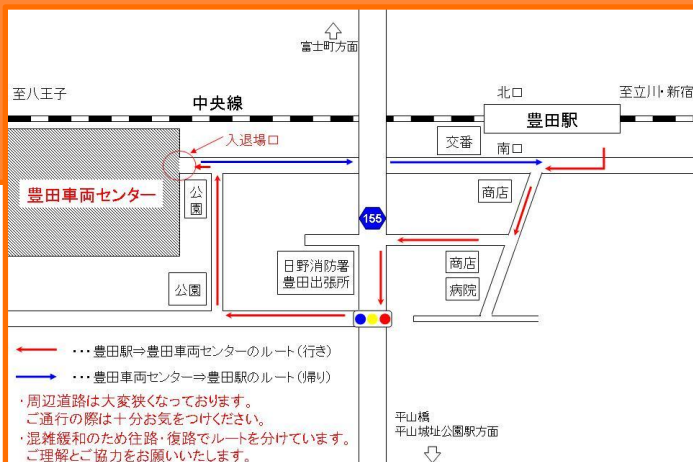 富士町方面
至八王子
中央線
北口
至立川・新宿
豊田駅
交番
南口
入退場口
豊田車両センター
公園
商店
155
日野消防署
豊田出張所
商店
病院
公園
・・・豊田駅⇒豊田車両センターのルート(行き)
・・・豊田車両センター⇒豊田駅のルート(帰り)
・周辺道路は大変狭くなっております。
ご通行の際は十分お気をつけください。
・混雑緩和のため往路・復路でルートを分けています。
ご理解とご協力をお願いいたします。
平山橋
平山城址公園駅方面